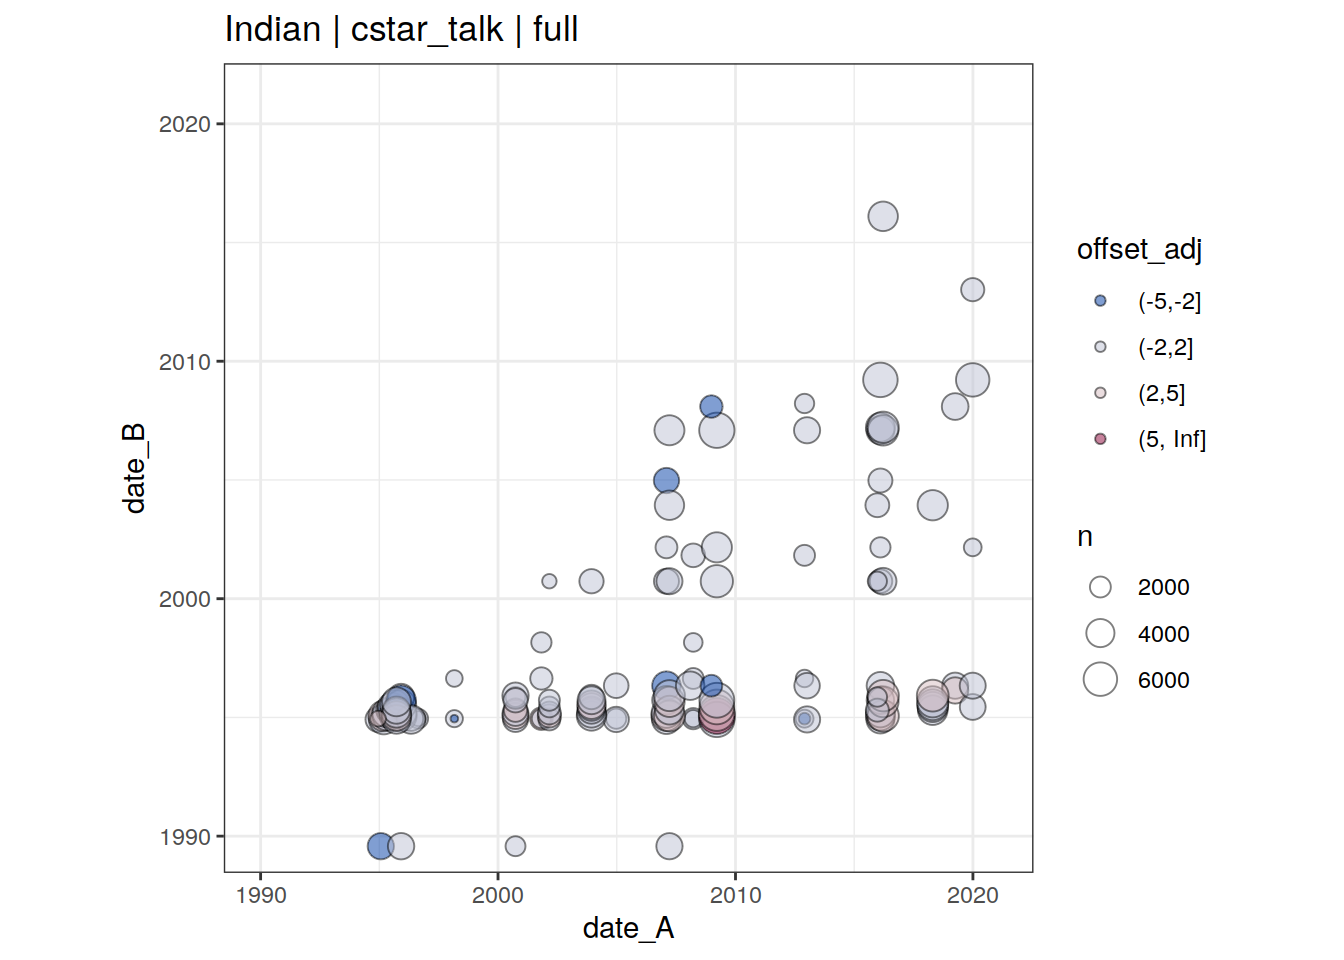 Indian | cstar_talk | full
2020
2010
2000
1990
date_B
1990
2000
2010
2020
date_A
offset_adj
(-5,-2]
(-2,2]
(2,5]
(5, Inf]
n
2000
4000
6000